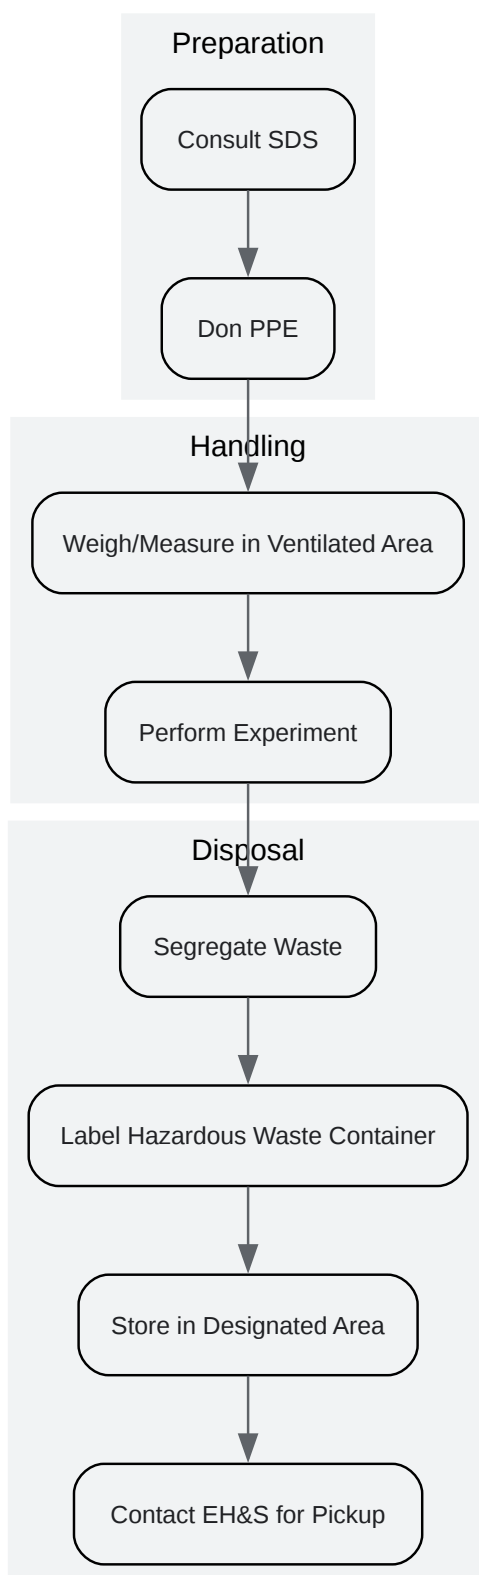 Preparation
Consult SDS
Don PPE
Handling
Weigh/Measure in Ventilated Area
Perform Experiment
Disposal
Segregate Waste
Label Hazardous Waste Container
Store in Designated Area
Contact EH&S for Pickup